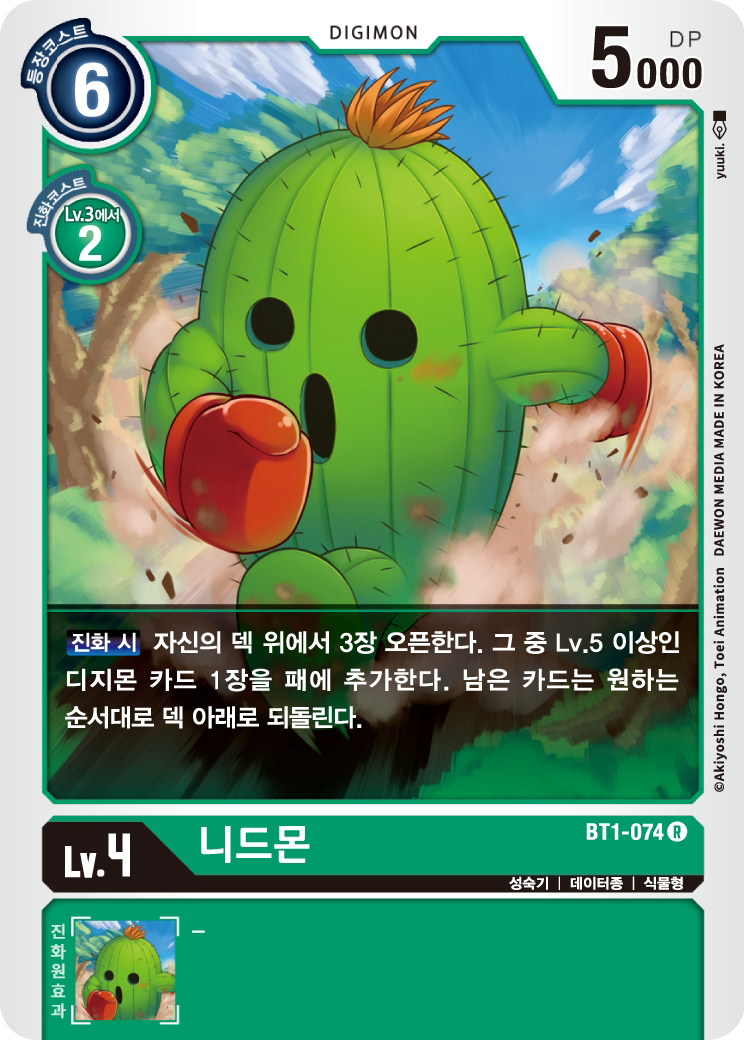 DIGIMON
등장코스트
6
DP
5000
진화코스트
Lv.3에서
2
yuuki.
©Akiyoshi Hongo, Toei Animation DAEWON MEDIA MADE IN KOREA
진화 시 자신의 덱 위에서 3장 오픈한다. 그 중 Lv.5 이상인
디지몬 카드 1장을 패에 추가한다. 남은 카드는 원하는
순서대로 덱 아래로 되돌린다.
Lv.4
니드몬
BT1-074 R
성숙기 | 데이터종 | 식물형
진화원효과
–